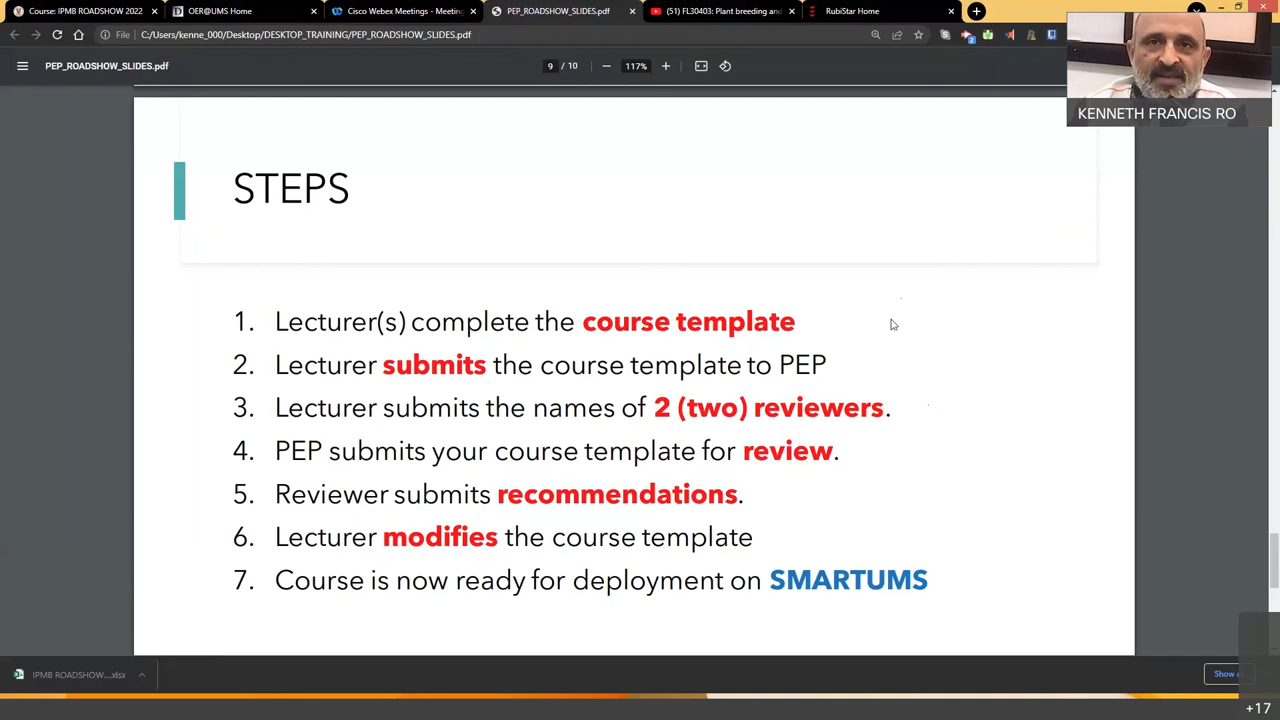 Course: IPMB ROADSHOW 2022
OER@UMS Home
Cisco Webex Meetings - Meeting
PEP_ROADSHOW_SLIDES.pdf
(51) FL30403: Plant breeding and
RubiStar Home
File
C:/Users/kenne_000/Desktop/DESKTOP_TRAINING/PEP_ROADSHOW_SLIDES.pdf
PEP_ROADSHOW_SLIDES.pdf
9 / 10
117%
KENNETH FRANCIS RO
STEPS
1. Lecturer(s) complete the course template
2. Lecturer submits the course template to PEP
3. Lecturer submits the names of 2 (two) reviewers.
4. PEP submits your course template for review.
5. Reviewer submits recommendations.
6. Lecturer modifies the course template
7. Course is now ready for deployment on SMARTUMS
IPMB ROADSHOW....xlsx
Show
+17